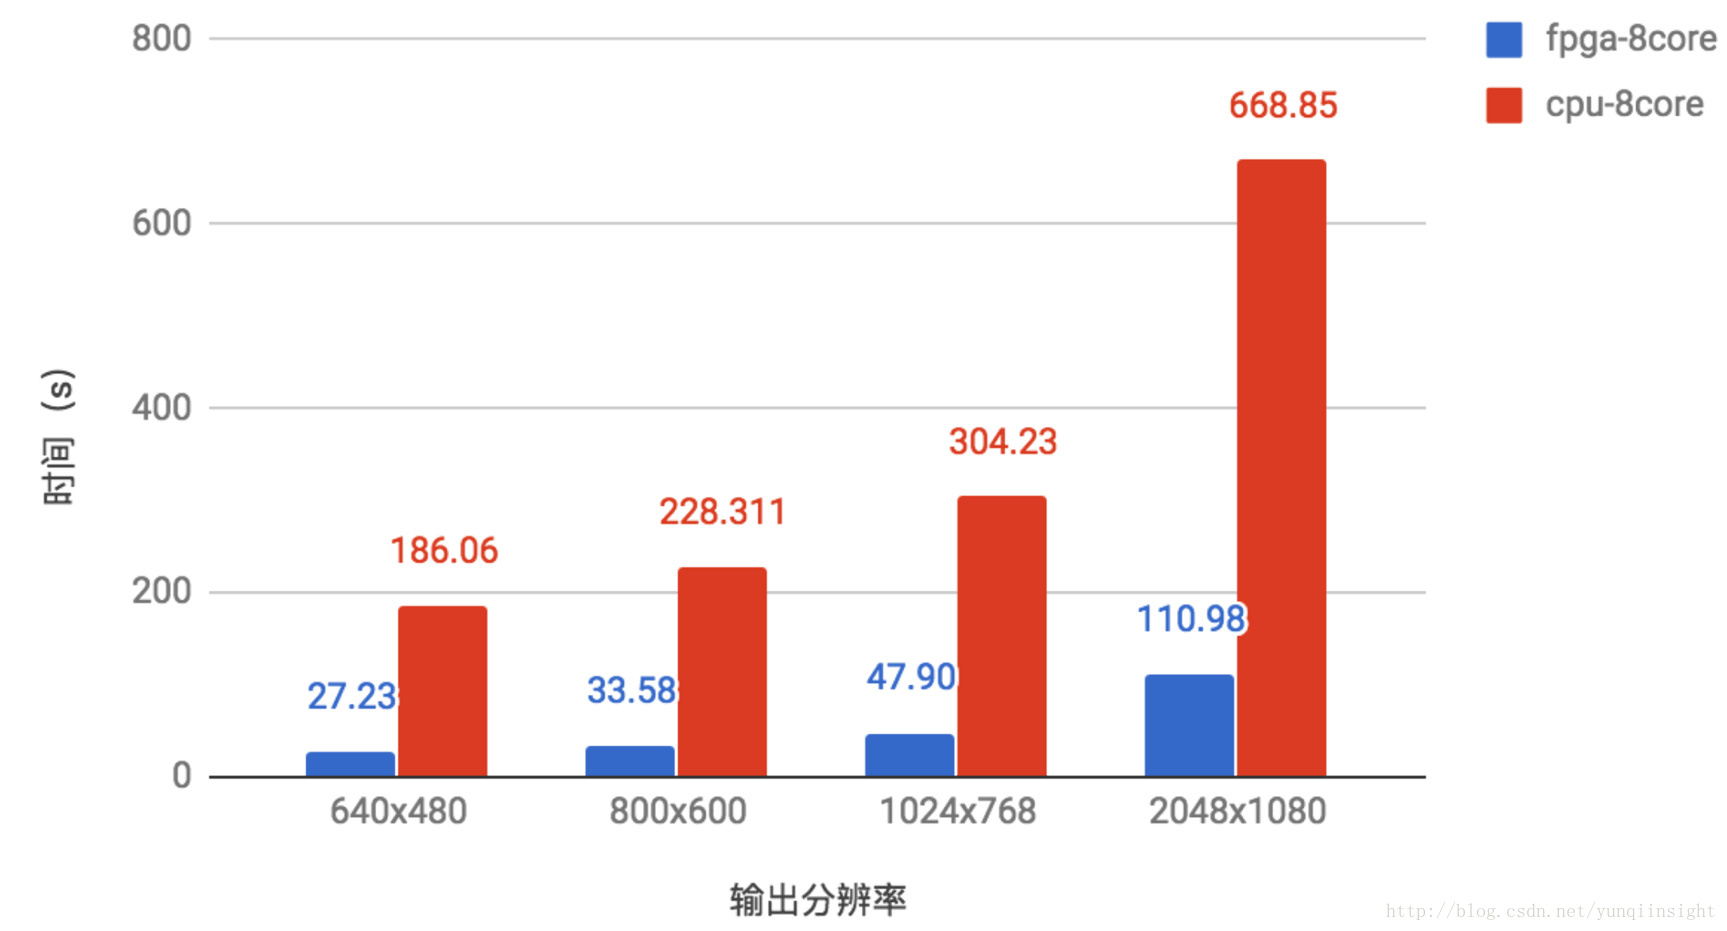 800
600
400
200
0
时间 (s)
fpga-8core
cpu-8core
27.23
186.06
33.58
228.311
47.90
304.23
110.98
668.85
640x480
800x600
1024x768
2048x1080
输出分辨率
http://blog.csdn.net/yunqiinsight